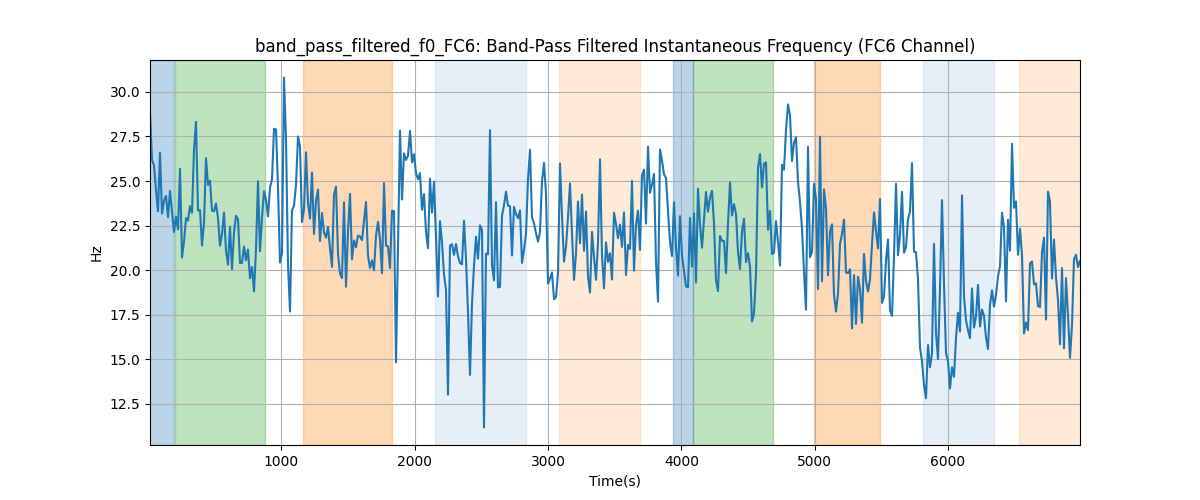 band_pass_filtered_f0_FC6: Band-Pass Filtered Instantaneous Frequency (FC6 Channel)
30.0
27.5
25.0
22.5
20.0
17.5
15.0
12.5
Hz
1000 2000 3000 4000 5000 6000
Time(s)